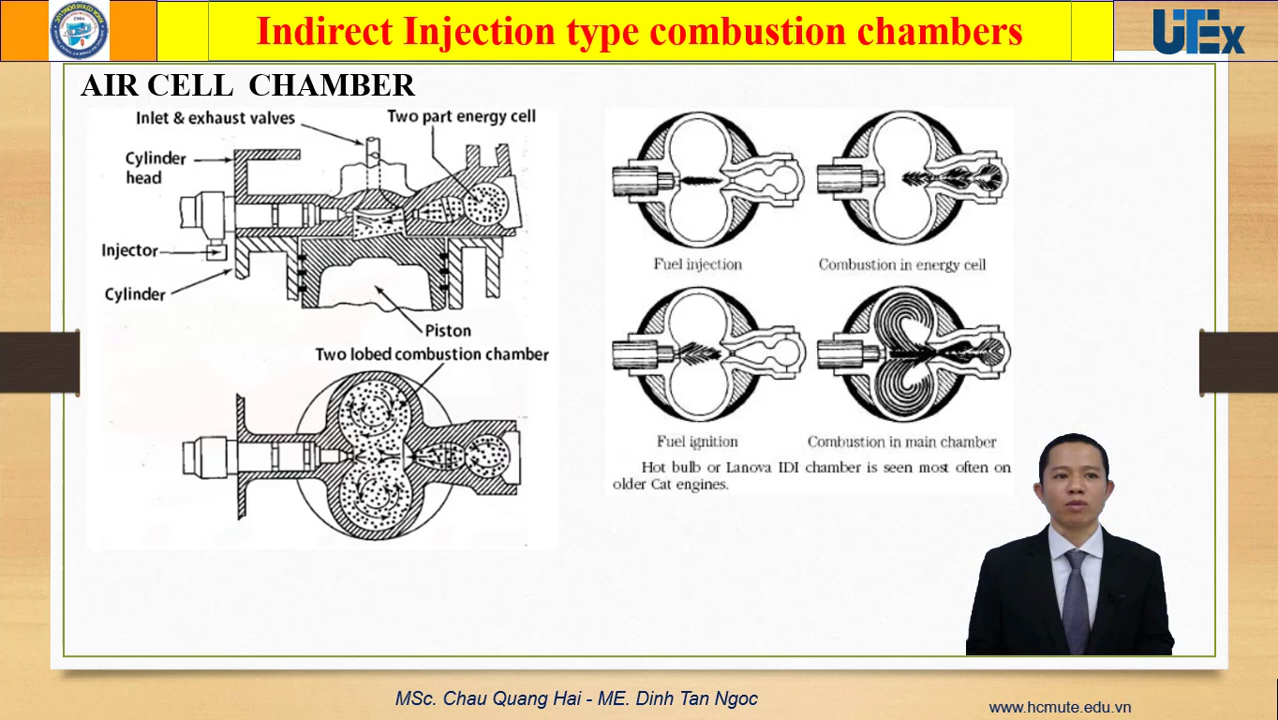 Indirect Injection type combustion chambers
UTEx
AIR CELL CHAMBER
Inlet & exhaust valves
Two part energy cell
Cylinder
head
Injector
Cylinder
Piston
Two lobed combustion chamber
Fuel injection
Combustion in energy cell
Fuel ignition
Combustion in main chamber
Hot bulb or Lanova IDI chamber is seen most often on
older Cat engines.
MSc. Chau Quang Hai - ME. Dinh Tan Ngoc
www.hcmute.edu.vn